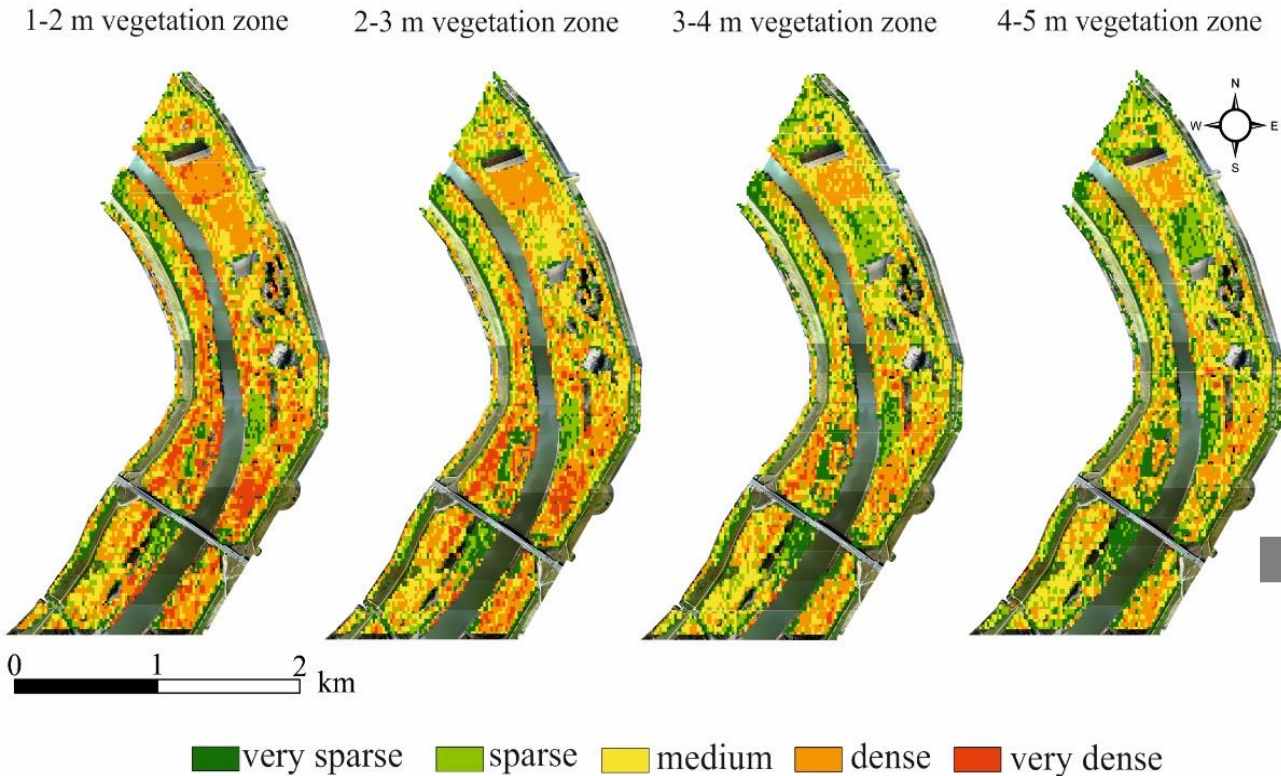 1-2 m vegetation zone
2-3 m vegetation zone
3-4 m vegetation zone
4-5 m vegetation zone
N
W E
S
0 1 2
km
very sparse sparse medium dense very dense